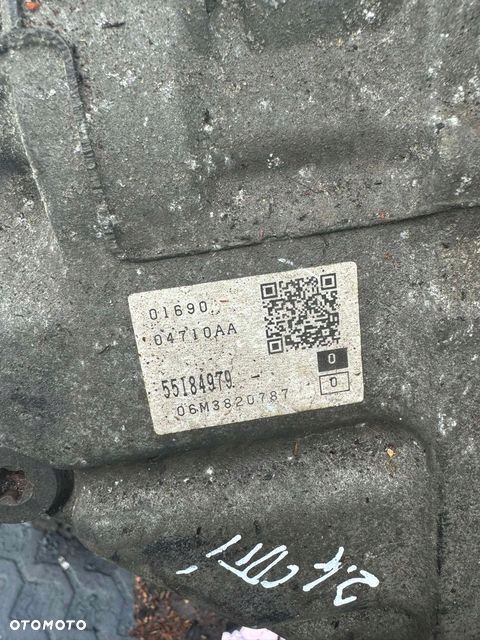 01690
04710AA
0
55184979 -
0
06M3820787
2.4 CDTI
OTOMOTO